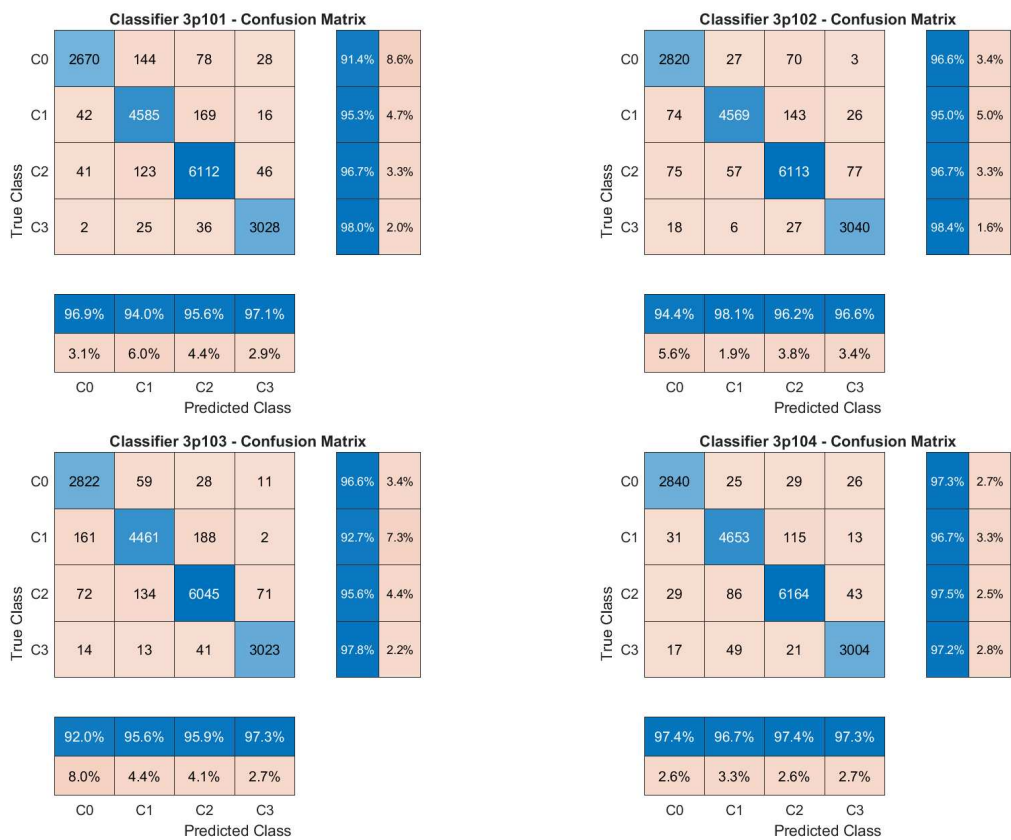 Classifier 3p101 - Confusion Matrix
C0 2670 144 78 28 91.4% 8.6%
C1 42 4585 169 16 95.3% 4.7%
C2 41 123 6112 46 96.7% 3.3%
C3 2 25 36 3028 98.0% 2.0%
True Class
96.9% 94.0% 95.6% 97.1%
3.1% 6.0% 4.4% 2.9%
C0 C1 C2 C3
Predicted Class
Classifier 3p102 - Confusion Matrix
C0 2820 27 70 3 96.6% 3.4%
C1 74 4569 143 26 95.0% 5.0%
C2 75 57 6113 77 96.7% 3.3%
C3 18 6 27 3040 98.4% 1.6%
True Class
94.4% 98.1% 96.2% 96.6%
5.6% 1.9% 3.8% 3.4%
C0 C1 C2 C3
Predicted Class
Classifier 3p103 - Confusion Matrix
C0 2822 59 28 11 96.6% 3.4%
C1 161 4461 188 2 92.7% 7.3%
C2 72 134 6045 71 95.6% 4.4%
C3 14 13 41 3023 97.8% 2.2%
True Class
92.0% 95.6% 95.9% 97.3%
8.0% 4.4% 4.1% 2.7%
C0 C1 C2 C3
Predicted Class
Classifier 3p104 - Confusion Matrix
C0 2840 25 29 26 97.3% 2.7%
C1 31 4653 115 13 96.7% 3.3%
C2 29 86 6164 43 97.5% 2.5%
C3 17 49 21 3004 97.2% 2.8%
True Class
97.4% 96.7% 97.4% 97.3%
2.6% 3.3% 2.6% 2.7%
C0 C1 C2 C3
Predicted Class